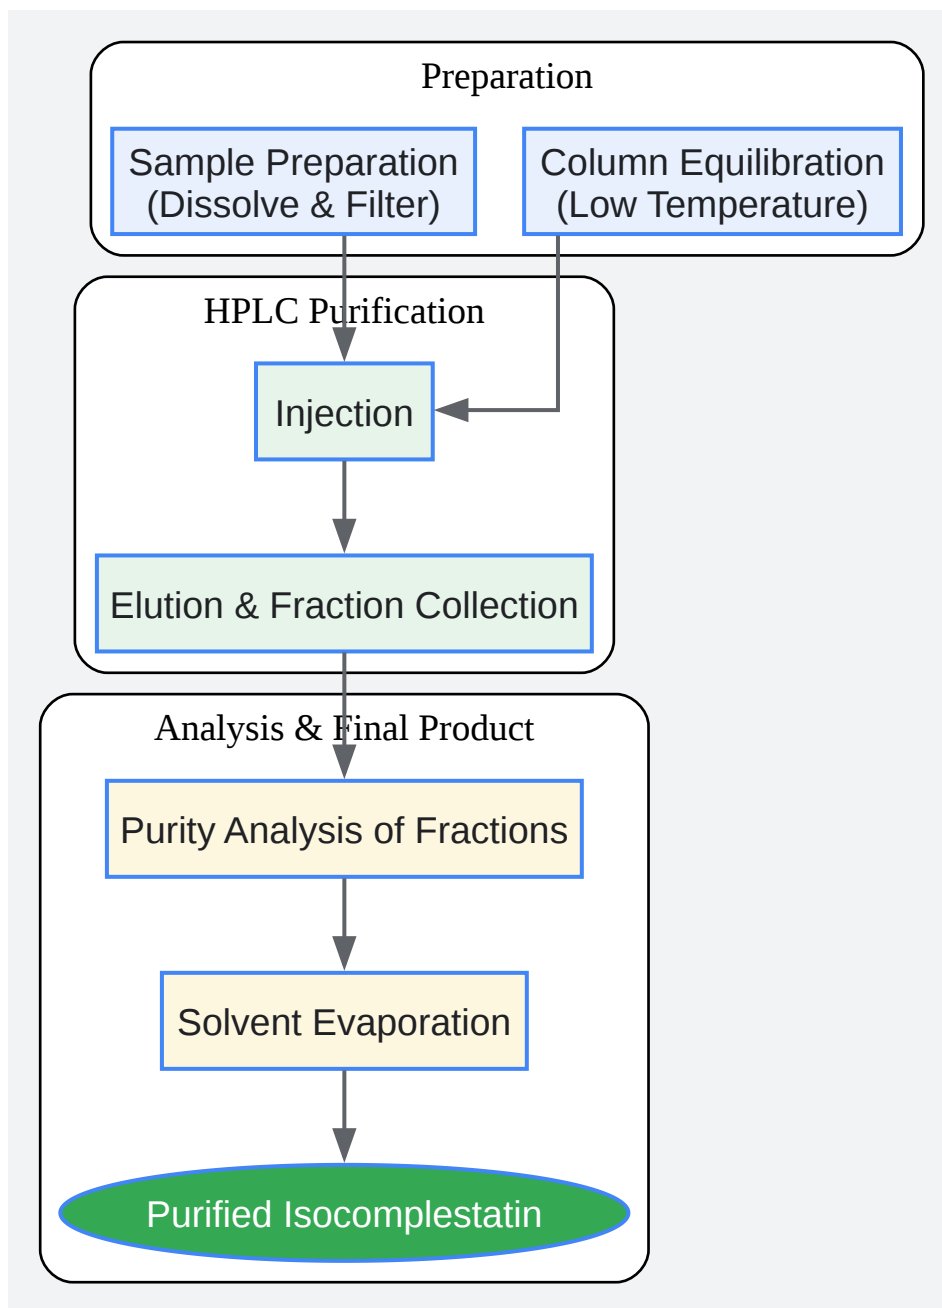 Preparation
Sample Preparation
(Dissolve & Filter)
Column Equilibration
(Low Temperature)
HPLC Purification
Injection
Elution & Fraction Collection
Analysis & Final Product
Purity Analysis of Fractions
Solvent Evaporation
Purified Isocomplestatin